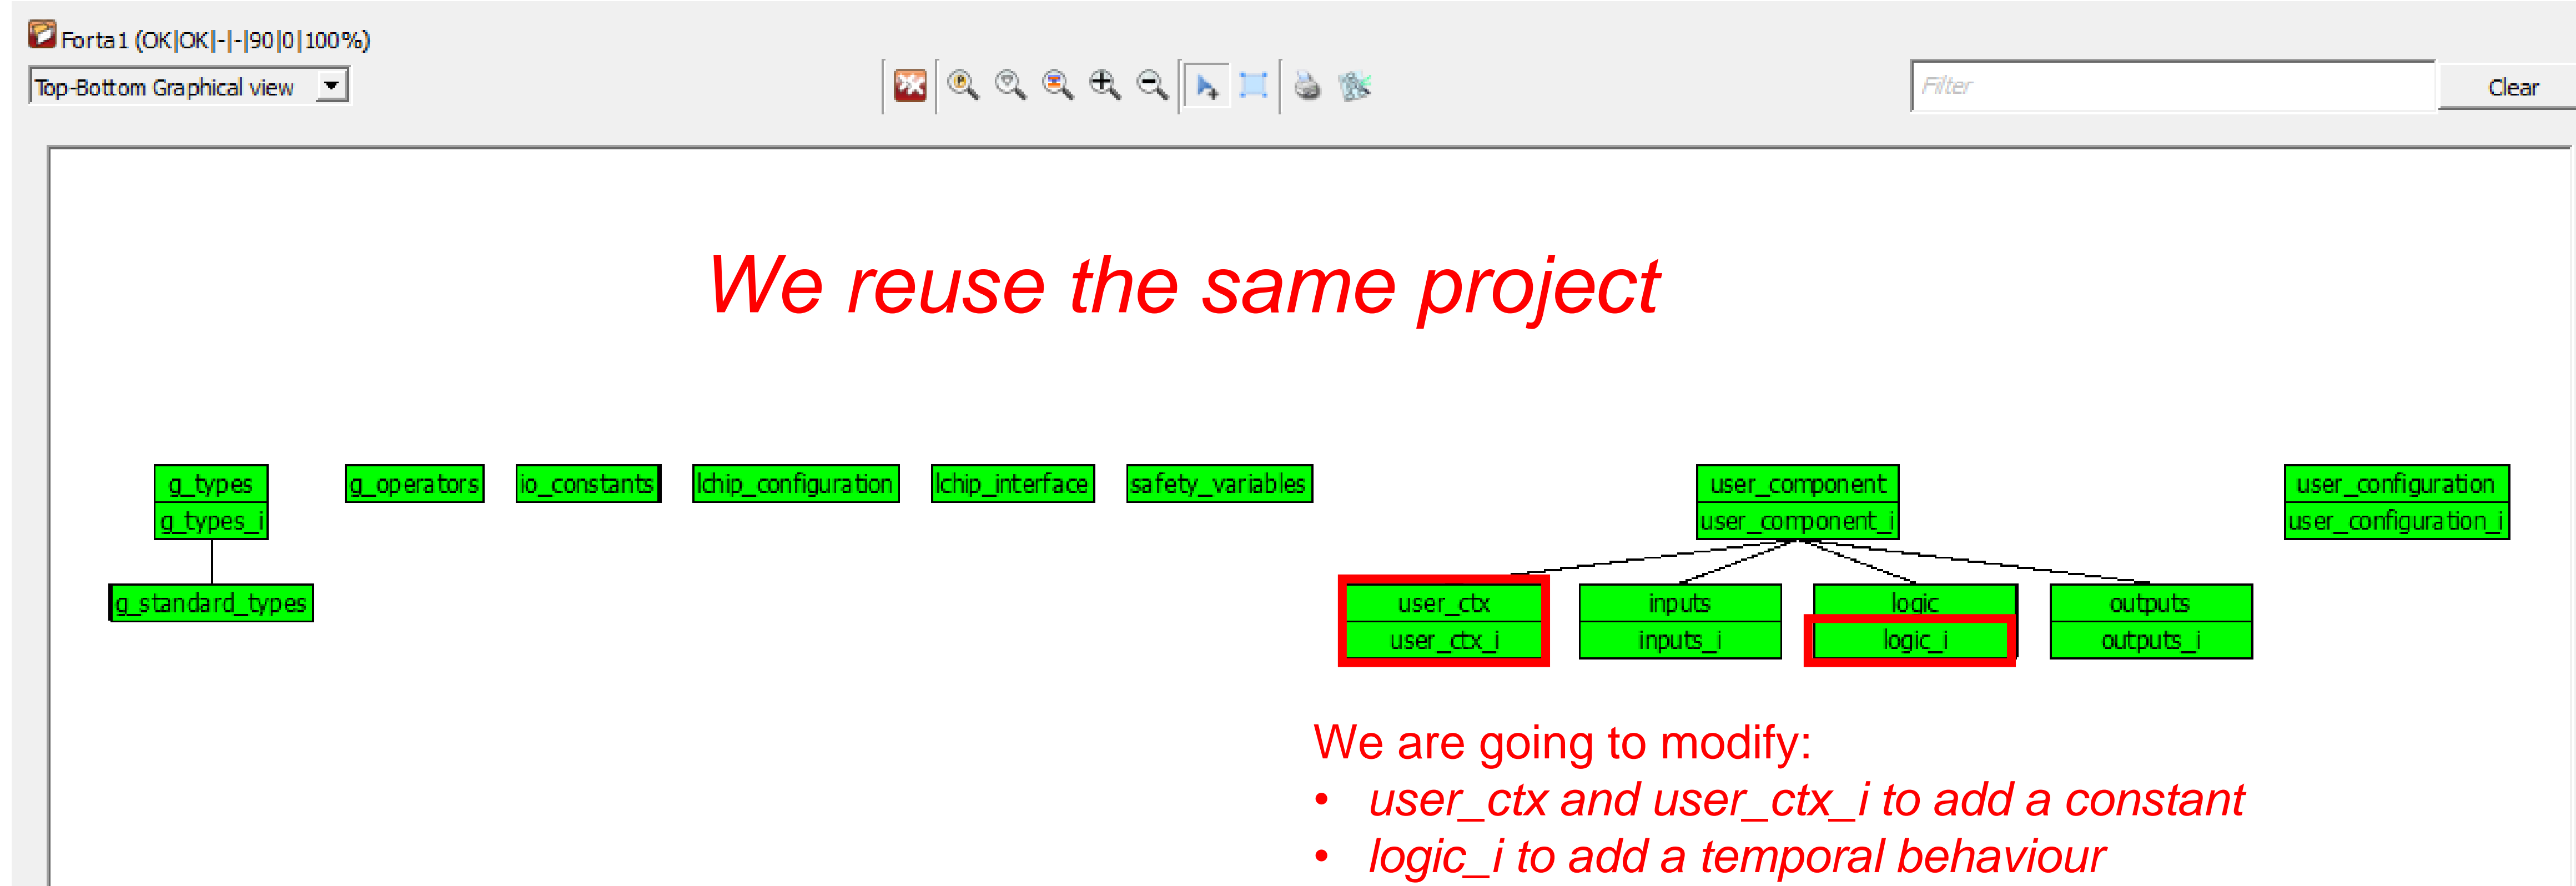 Forta1 (OK|OK|-|-|90|0|100%)
Top-Bottom Graphical view
Filter
Clear
We reuse the same project
g_types
g_types_i
g_operators
io_constants
lchip_configuration
lchip_interface
safety_variables
user_component
user_component_i
user_configuration
user_configuration_i
g_standard_types
user_ctx
user_ctx_i
inputs
inputs_i
logic
logic_i
outputs
outputs_i
We are going to modify:
• user_ctx and user_ctx_i to add a constant
• logic_i to add a temporal behaviour